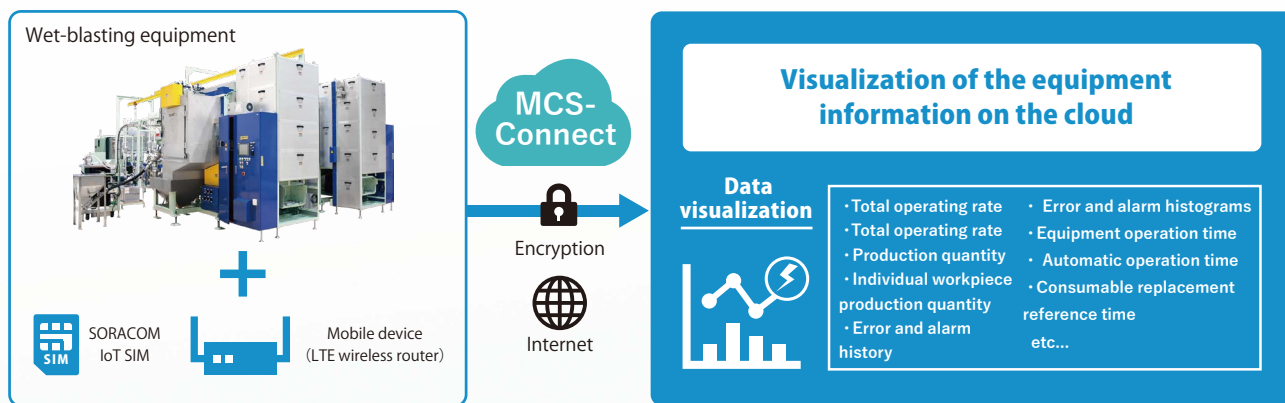 Wet-blasting equipment
SIM
SORACOM
IoT SIM
Mobile device
(LTE wireless router)
MCS-
Connect
Encryption
Internet
Visualization of the equipment
information on the cloud
Data
visualization
・Total operating rate
・Total operating rate
・Production quantity
・Individual workpiece
production quantity
・Error and alarm
history
・ Error and alarm histograms
・Equipment operation time
・ Automatic operation time
・Consumable replacement
reference time
etc...